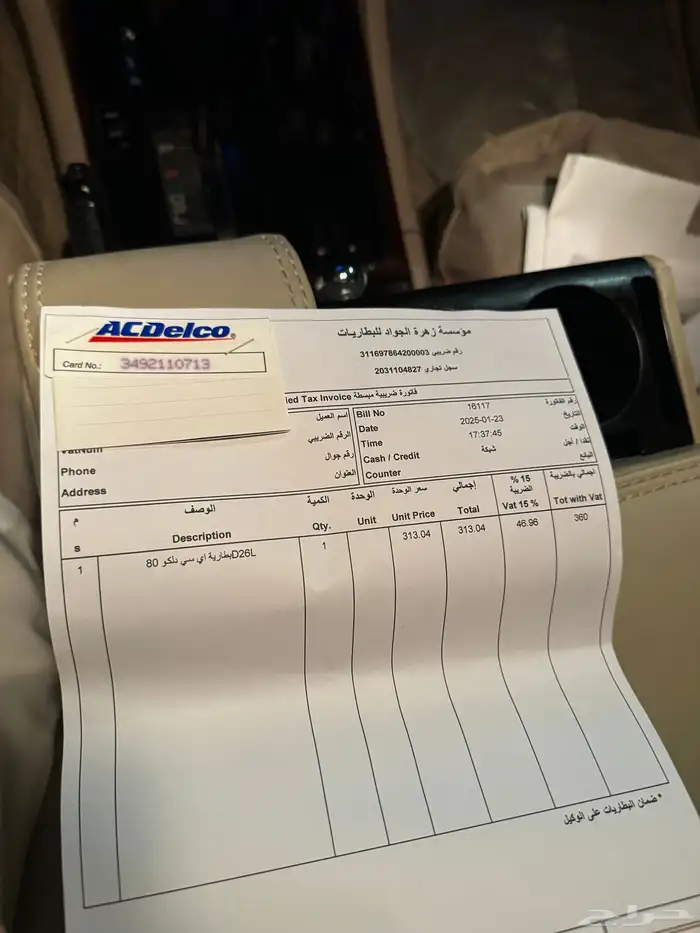 ACDelco
Card No.: 3492110713
مؤسسة زهرة الجواد للبطاريات
رقم ضريبي 311697864200003
سجل تجاري 2031104827
فاتورة ضريبية مبسطة ied Tax Invoice
اسم العميل
الرقم الضريبي
Phone رقم جوال
Address العنوان
Bill No 16117 رقم الفاتورة
Date 2025-01-23 التاريخ
Time 17:37:45 الوقت
Cash / Credit شبكة نقدا / آجل
Counter البائع
م الوصف الكمية الوحدة سعر الوحدة إجمالي 15 % الضريبة اجمالي بالضريبة
s Description Qty. Unit Unit Price Total Vat 15 % Tot with Vat
1 بطارية اي سي دلكو 80D26L 1 313.04 313.04 46.96 360
* ضمان البطاريات على الوكيل
حراج